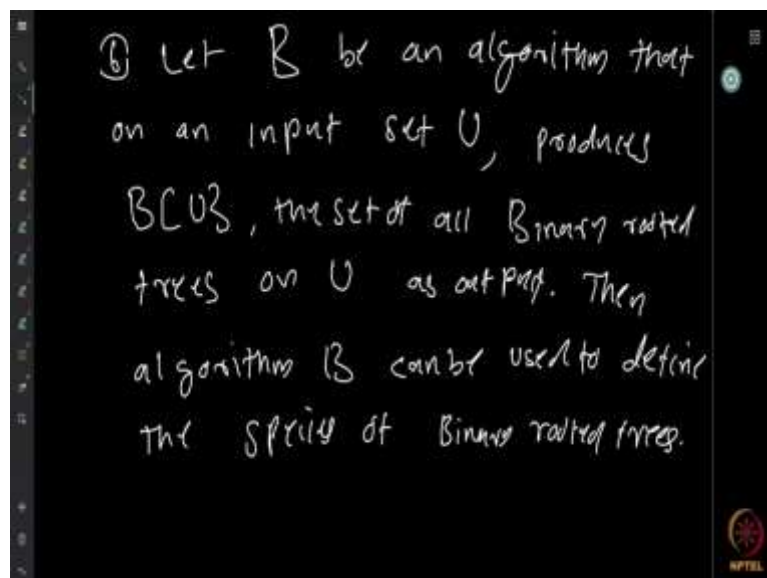 ⑥ Let B be an algorithm that
on an input set U, produces
B[U], the set of all Binary rooted
trees on U as output. Then
algorithm B can be used to define
the species of Binary rooted trees.
NPTEL